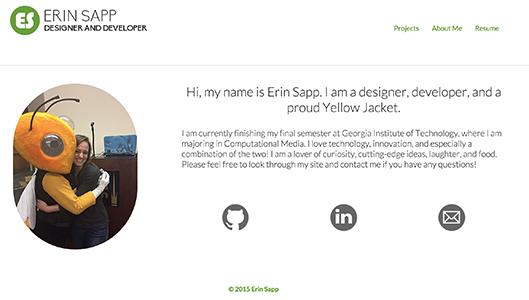 ES
ERIN SAPP
DESIGNER AND DEVELOPER
Projects About Me Resume
Hi, my name is Erin Sapp. I am a designer, developer, and a
proud Yellow Jacket.
I am currently finishing my final semester at Georgia Institute of Technology, where I am
majoring in Computational Media. I love technology, innovation, and especially a
combination of the two! I am a lover of curiosity, cutting-edge ideas, laughter, and food.
Please feel free to look through my site and contact me if you have any questions!
in
© 2015 Erin Sapp